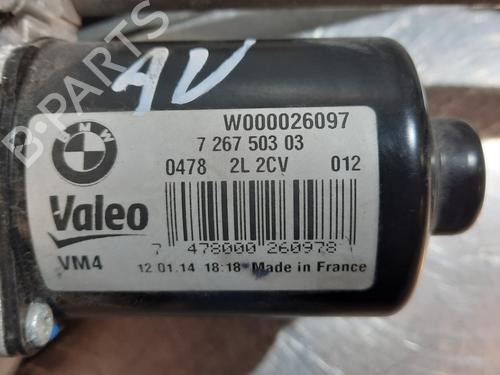 AV
W000026097
7 267 503 03
0478 2L 2CV 012
BMW
Valeo
7 478000 260978
VM4
12.01.14 18:18 Made in France
B-PARTS